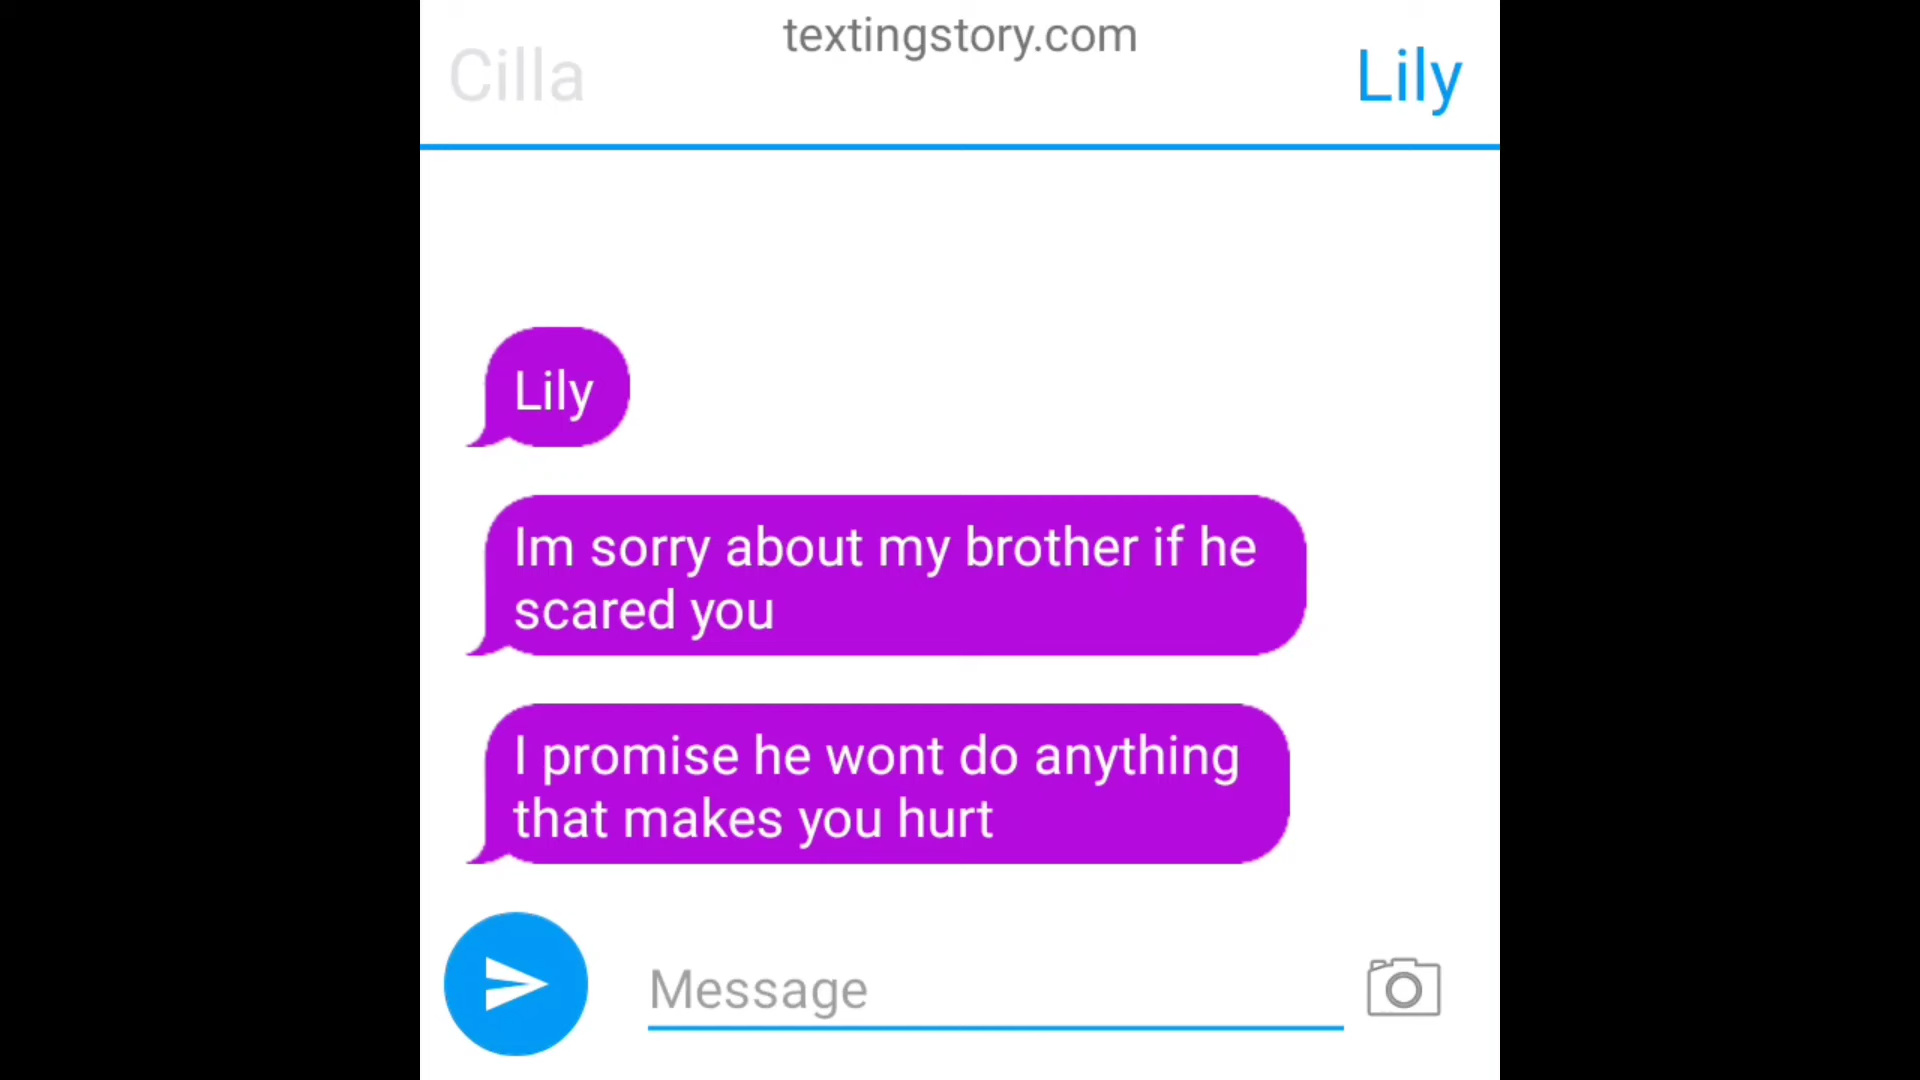 textingstory.com
Cilla
Lily
Lily
Im sorry about my brother if he
scared you
I promise he wont do anything
that makes you hurt
Message